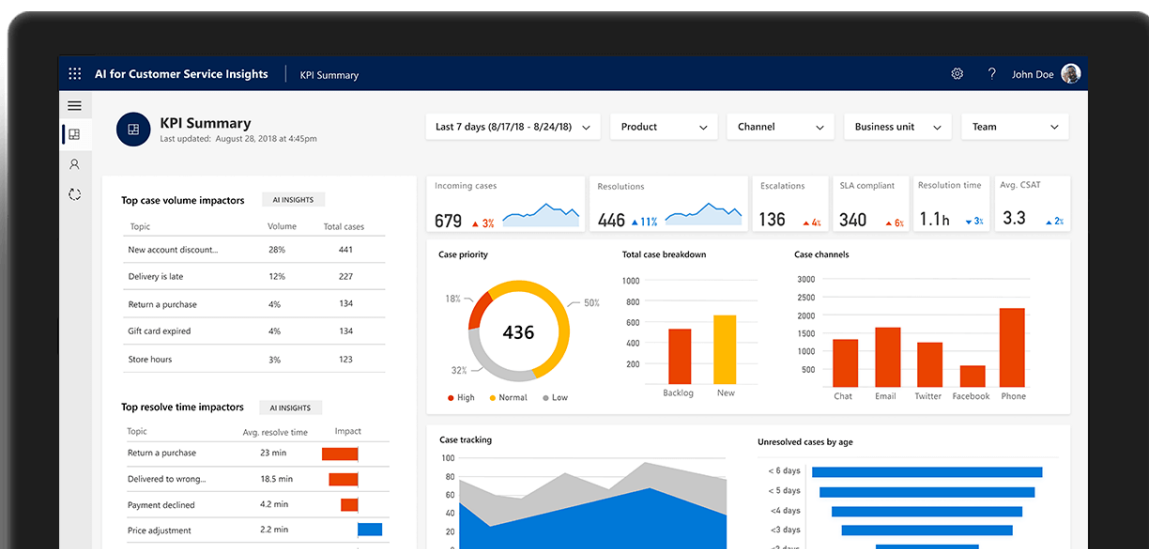 AI for Customer Service Insights
KPI Summary
?
John Doe
KPI Summary
Last updated: August 28, 2018 at 4:45pm
Last 7 days (8/17/18 - 8/24/18)
Product
Channel
Business unit
Team
Top case volume impactors
AI INSIGHTS
Topic Volume Total cases
New account discount... 28% 441
Delivery is late 12% 227
Return a purchase 4% 134
Gift card expired 4% 134
Store hours 3% 123
Top resolve time impactors
AI INSIGHTS
Topic Avg. resolve time Impact
Return a purchase 23 min
Delivered to wrong... 18.5 min
Payment declined 4.2 min
Price adjustment 2.2 min
Incoming cases
679 ▲ 3%
Resolutions
446 ▲ 11%
Escalations
136 ▲ 4%
SLA compliant
340 ▲ 6%
Resolution time
1.1h ▼ 3%
Avg. CSAT
3.3 ▲ 2%
Case priority
18%
50%
436
32%
High Normal Low
Total case breakdown
1000
800
600
400
200
Backlog New
Case channels
3000
2500
2000
1500
1000
500
Chat Email Twitter Facebook Phone
Case tracking
100
80
60
40
20
Unresolved cases by age
< 6 days
< 5 days
<4 days
<3 days